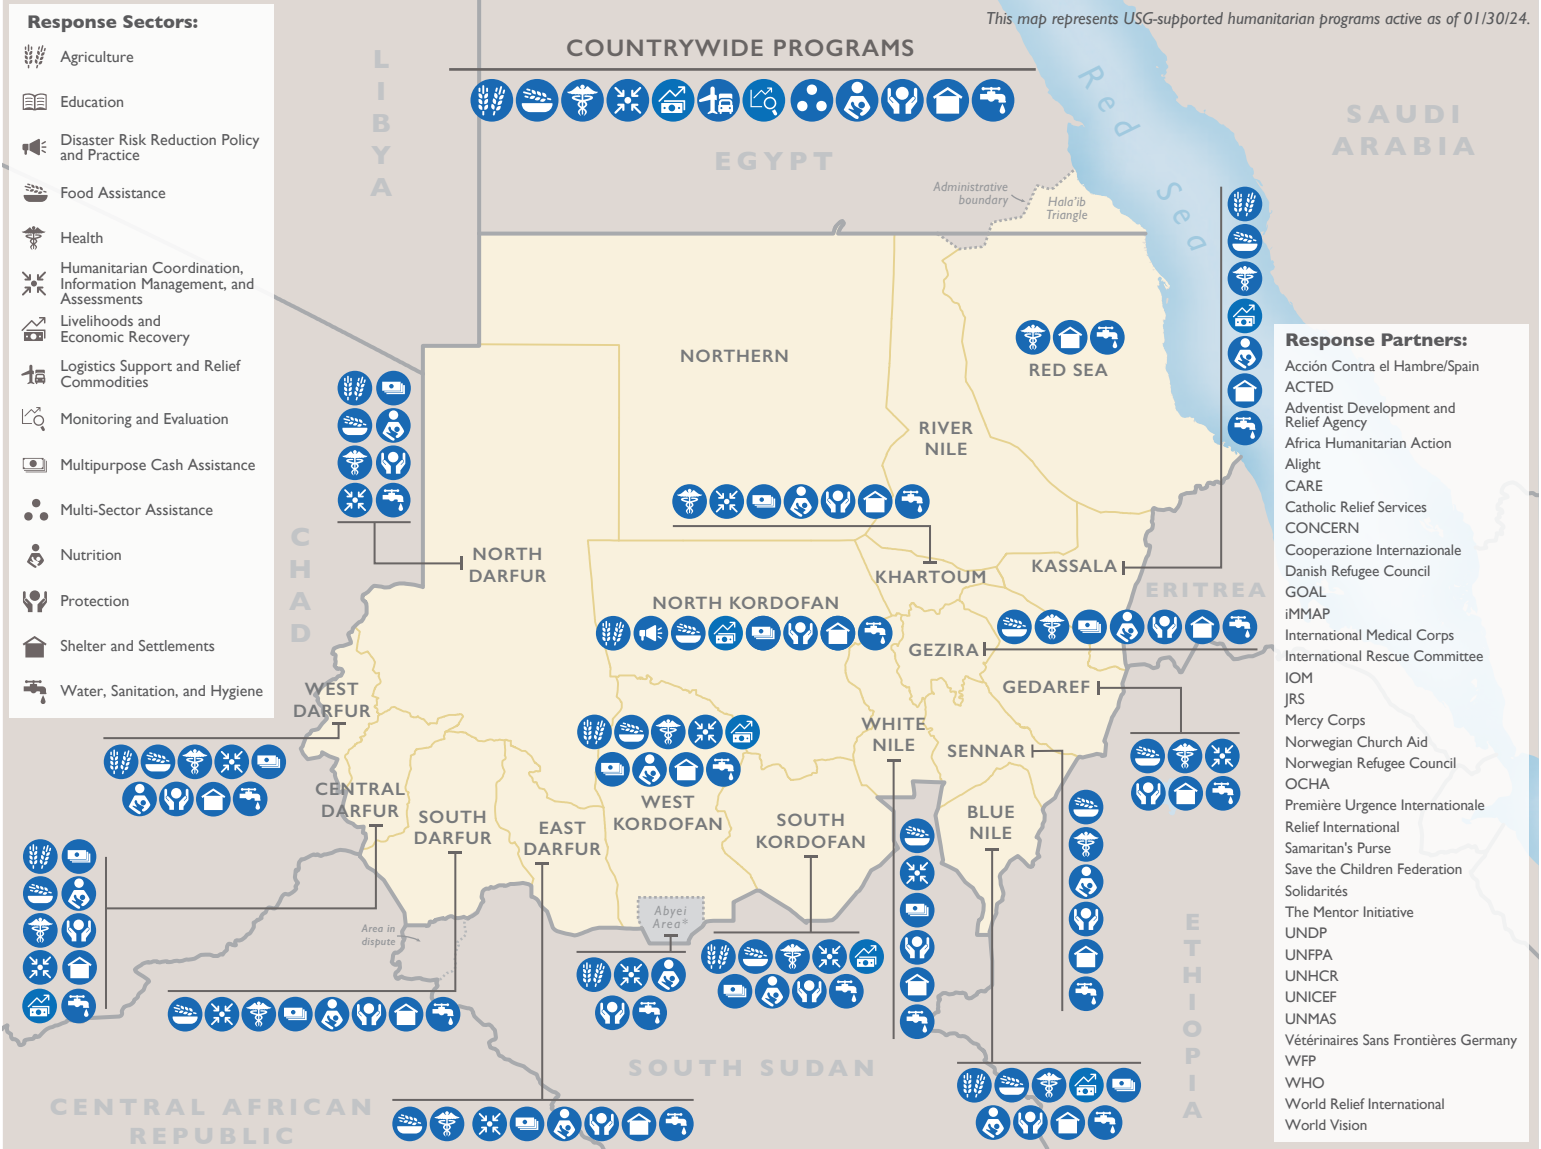 This map represents USG-supported humanitarian programs active as of 01/30/24.
Response Sectors:
Agriculture
Education
Disaster Risk Reduction Policy
and Practice
Food Assistance
Health
Humanitarian Coordination,
Information Management, and
Assessments
Livelihoods and
Economic Recovery
Logistics Support and Relief
Commodities
Monitoring and Evaluation
Multipurpose Cash Assistance
Multi-Sector Assistance
Nutrition
Protection
Shelter and Settlements
Water, Sanitation, and Hygiene
COUNTRYWIDE PROGRAMS
LIBYA
EGYPT
Red Sea
SAUDI
ARABIA
Administrative
boundary
Hala'ib
Triangle
NORTHERN
RED SEA
RIVER
NILE
CHAD
NORTH
DARFUR
KHARTOUM
KASSALA
ERITREA
NORTH KORDOFAN
GEZIRA
GEDAREF
WEST
DARFUR
WHITE
NILE
SENNAR
CENTRAL
DARFUR
SOUTH
DARFUR
EAST
DARFUR
WEST
KORDOFAN
SOUTH
KORDOFAN
BLUE
NILE
Abyei
Area*
Area in
dispute
ETHIOPIA
SOUTH SUDAN
CENTRAL AFRICAN
REPUBLIC
Response Partners:
Acción Contra el Hambre/Spain
ACTED
Adventist Development and
Relief Agency
Africa Humanitarian Action
Alight
CARE
Catholic Relief Services
CONCERN
Cooperazione Internazionale
Danish Refugee Council
GOAL
iMMAP
International Medical Corps
International Rescue Committee
IOM
JRS
Mercy Corps
Norwegian Church Aid
Norwegian Refugee Council
OCHA
Première Urgence Internationale
Relief International
Samaritan's Purse
Save the Children Federation
Solidarités
The Mentor Initiative
UNDP
UNFPA
UNHCR
UNICEF
UNMAS
Vétérinaires Sans Frontières Germany
WFP
WHO
World Relief International
World Vision